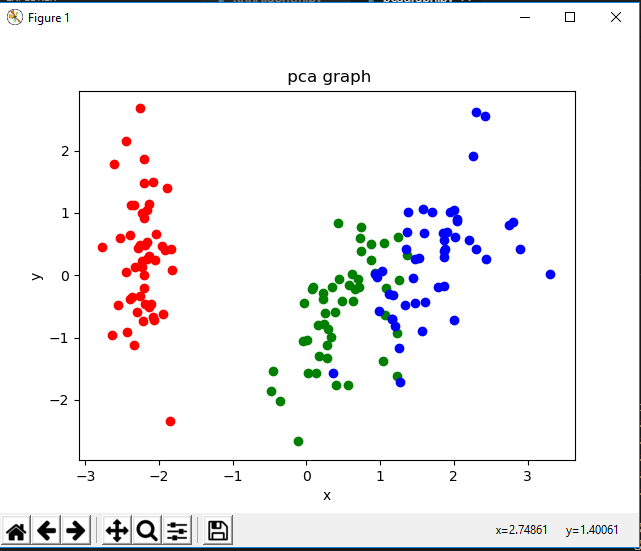 Figure 1
pca graph
2
1
0
−1
−2
y
−3 −2 −1 0 1 2 3
x
x=2.74861 y=1.40061